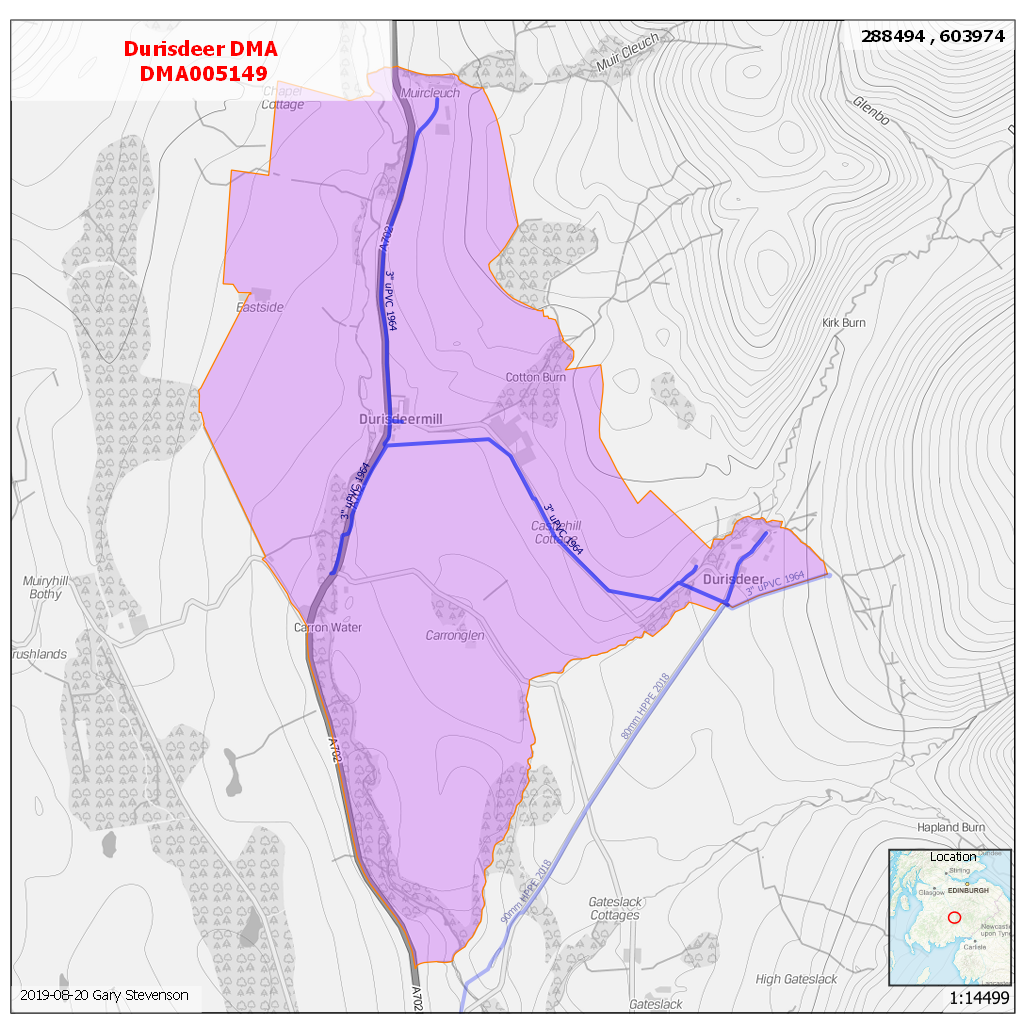 Durisdeer DMA
DMA005149
288494 , 603974
Muir Cleuch
Chapel
Cottage
Muircleuch
Glenbo
A702
3" uPVC 1964
Eastside
Kirk Burn
Cotton Burn
Durisdeermill
3" uPVC 1964
3" uPVC 1964
Castlehill
Cottage
Durisdeer
3" uPVC 1964
Muiryhill
Bothy
Carron Water
Carronglen
rushlands
80mm HPPE 2018
A702
Hapland Burn
90mm HPPE 2018
Gateslack
Cottages
High Gateslack
Gateslack
A702
Location
Dundee
Stirling
Glasgow
EDINBURGH
Newcastle
upon Tyne
Carlisle
Lancaster
2019-08-20 Gary Stevenson
1:14499